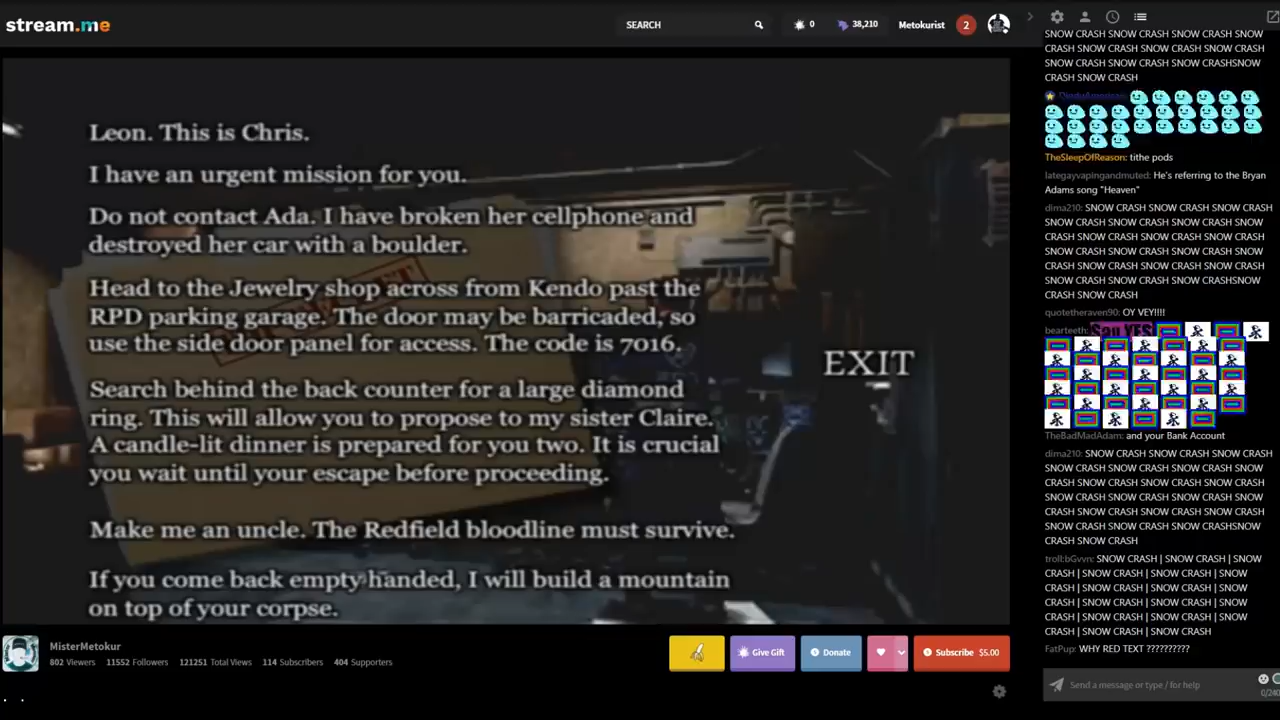 stream.me
SEARCH
0
38,210
Metokurist
2
Leon. This is Chris.
I have an urgent mission for you.
Do not contact Ada. I have broken her cellphone and
destroyed her car with a boulder.
Head to the Jewelry shop across from Kendo past the
RPD parking garage. The door may be barricaded, so
use the side door panel for access. The code is 7016.
Search behind the back counter for a large diamond
ring. This will allow you to propose to my sister Claire.
A candle-lit dinner is prepared for you two. It is crucial
you wait until your escape before proceeding.
Make me an uncle. The Redfield bloodline must survive.
If you come back empty handed, I will build a mountain
on top of your corpse.
EXIT
MisterMetokur
802 Viewers 11552 Followers 121251 Total Views 114 Subscribers 404 Supporters
Give Gift
Donate
Subscribe $5.00
SNOW CRASH SNOW CRASH SNOW CRASH SNOW
CRASH SNOW CRASH SNOW CRASH SNOW CRASH
SNOW CRASH SNOW CRASH SNOW CRASHSNOW
CRASH SNOW CRASH
TheSleepOfReason: tithe pods
lategayvapingandmuted: He's referring to the Bryan
Adams song "Heaven"
dima210: SNOW CRASH SNOW CRASH SNOW CRASH
SNOW CRASH SNOW CRASH SNOW CRASH SNOW
CRASH SNOW CRASH SNOW CRASH SNOW CRASH
SNOW CRASH SNOW CRASH SNOW CRASH SNOW
CRASH SNOW CRASH SNOW CRASH SNOW CRASH
SNOW CRASH SNOW CRASH SNOW CRASHSNOW
CRASH SNOW CRASH
quotetheraven90: OY VEY!!!!
bearteeth: Say YES
TheBadMadAdam: and your Bank Account
dima210: SNOW CRASH SNOW CRASH SNOW CRASH
SNOW CRASH SNOW CRASH SNOW CRASH SNOW
CRASH SNOW CRASH SNOW CRASH SNOW CRASH
SNOW CRASH SNOW CRASH SNOW CRASH SNOW
CRASH SNOW CRASH SNOW CRASH SNOW CRASH
SNOW CRASH SNOW CRASH SNOW CRASHSNOW
CRASH SNOW CRASH
troll:bGvvn: SNOW CRASH | SNOW CRASH | SNOW
CRASH | SNOW CRASH | SNOW CRASH | SNOW
CRASH | SNOW CRASH | SNOW CRASH | SNOW
CRASH | SNOW CRASH | SNOW CRASH | SNOW
CRASH | SNOW CRASH | SNOW CRASH | SNOW
CRASH | SNOW CRASH | SNOW CRASH
FatPup: WHY RED TEXT ??????????
Send a message or type / for help
0/240